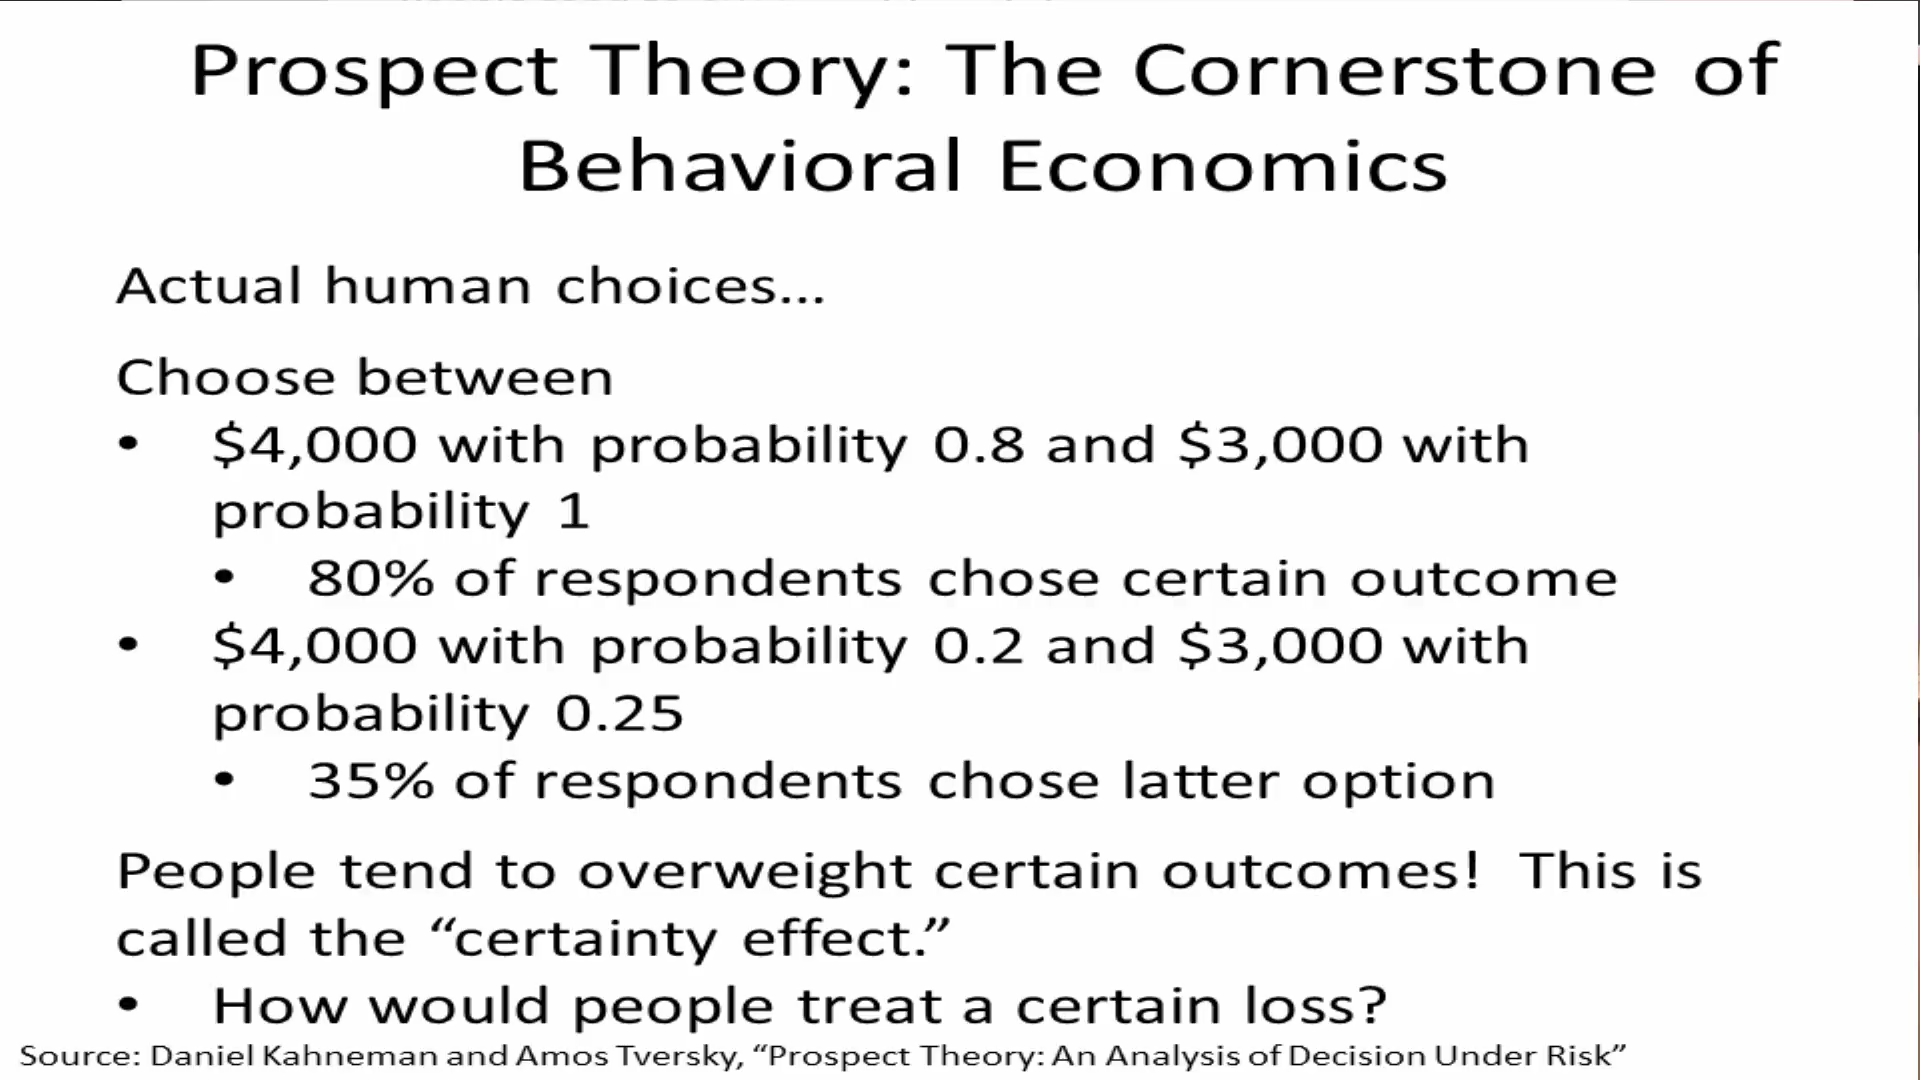 Prospect Theory: The Cornerstone of
Behavioral Economics
Actual human choices...
Choose between
• $4,000 with probability 0.8 and $3,000 with
probability 1
• 80% of respondents chose certain outcome
• $4,000 with probability 0.2 and $3,000 with
probability 0.25
• 35% of respondents chose latter option
People tend to overweight certain outcomes! This is
called the “certainty effect.”
• How would people treat a certain loss?
Source: Daniel Kahneman and Amos Tversky, “Prospect Theory: An Analysis of Decision Under Risk”